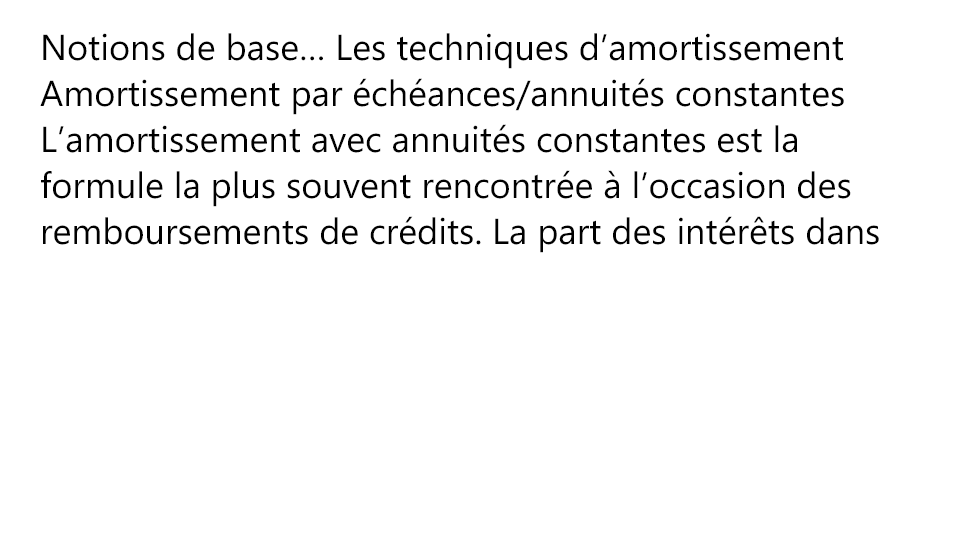 Notions de base… Les techniques d’amortissement
Amortissement par échéances/annuités constantes
L’amortissement avec annuités constantes est la
formule la plus souvent rencontrée à l’occasion des
remboursements de crédits. La part des intérêts dans